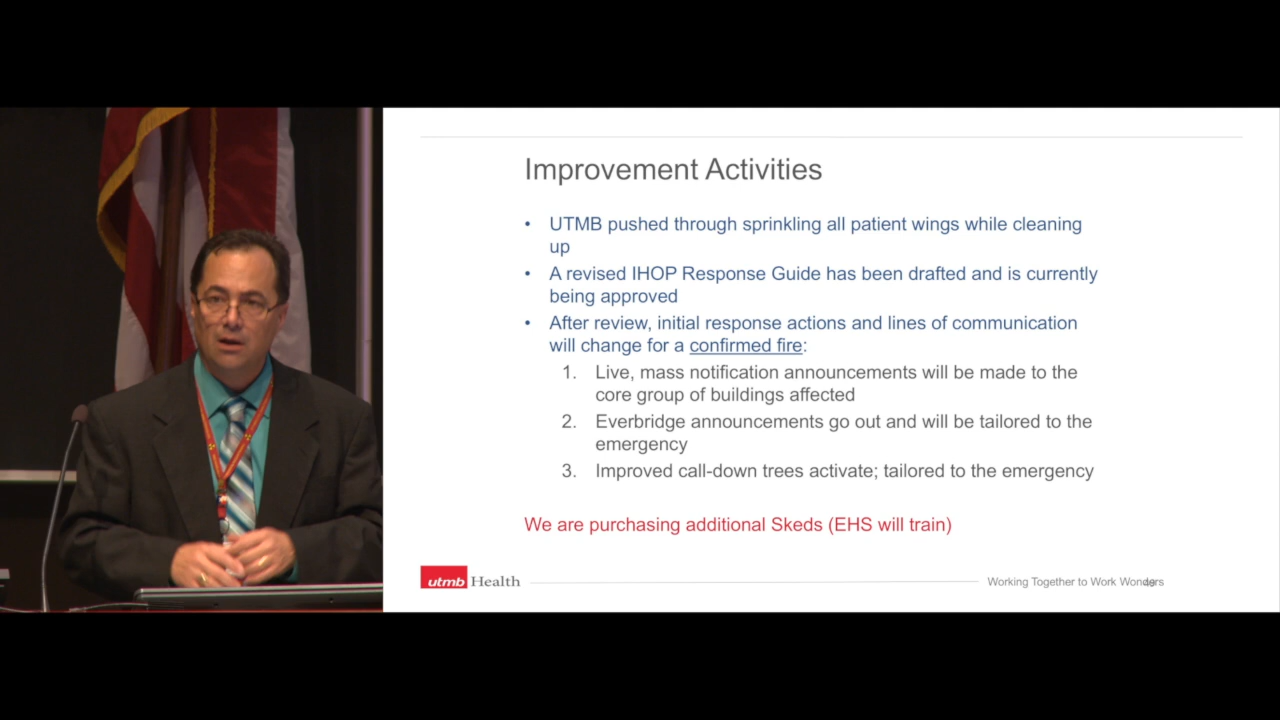 Improvement Activities
• UTMB pushed through sprinkling all patient wings while cleaning
up
• A revised IHOP Response Guide has been drafted and is currently
being approved
• After review, initial response actions and lines of communication
will change for a confirmed fire:
1. Live, mass notification announcements will be made to the
core group of buildings affected
2. Everbridge announcements go out and will be tailored to the
emergency
3. Improved call-down trees activate; tailored to the emergency
We are purchasing additional Skeds (EHS will train)
utmb Health
Working Together to Work Wonders